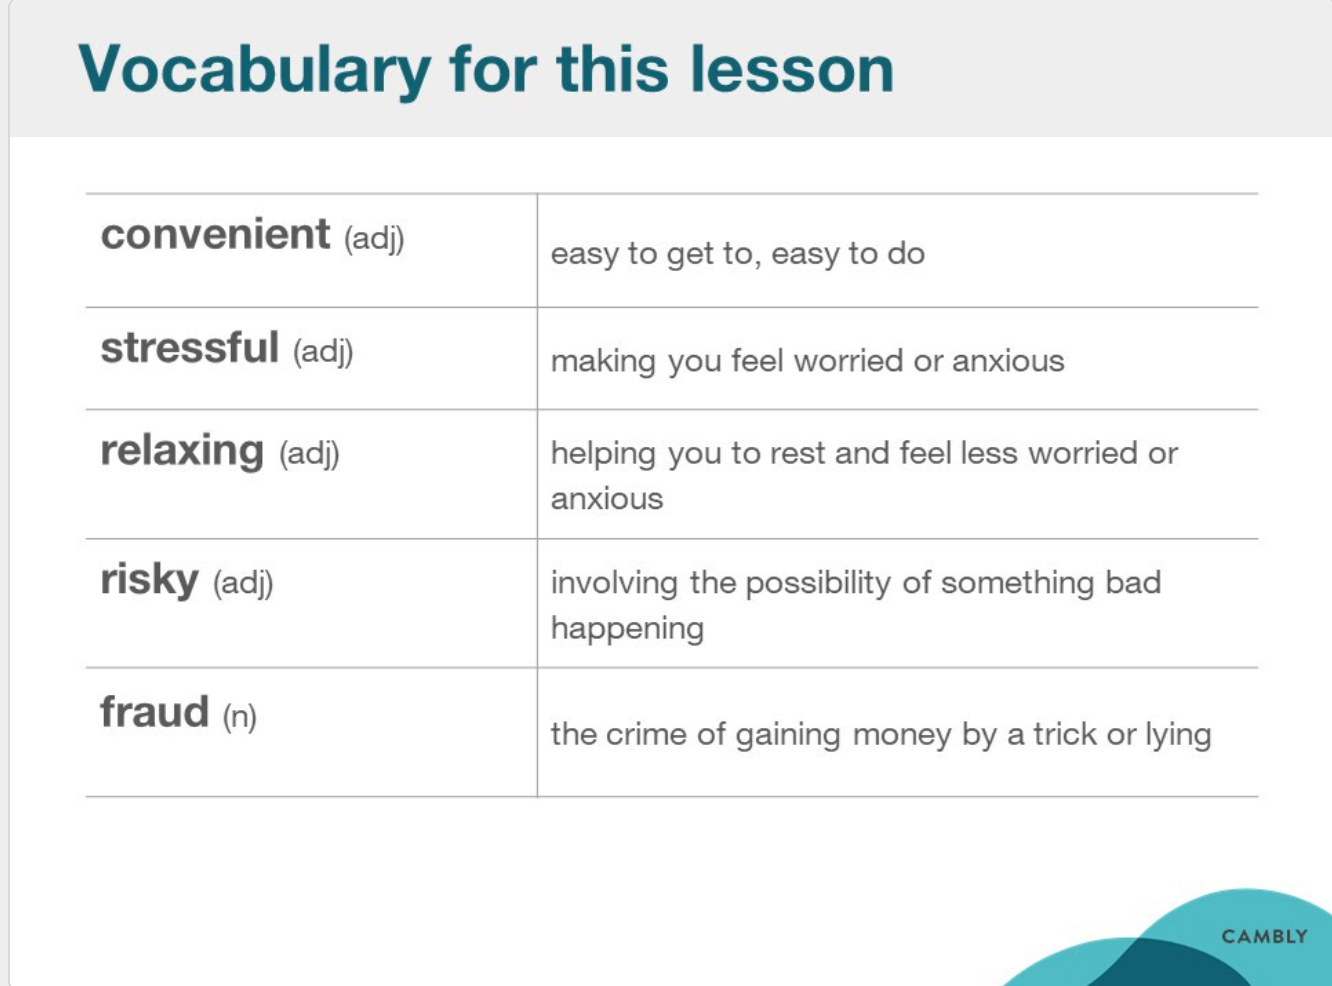 Vocabulary for this lesson
convenient (adj)
easy to get to, easy to do
stressful (adj)
making you feel worried or anxious
relaxing (adj)
helping you to rest and feel less worried or
anxious
risky (adj)
involving the possibility of something bad
happening
fraud (n)
the crime of gaining money by a trick or lying
CAMBLY